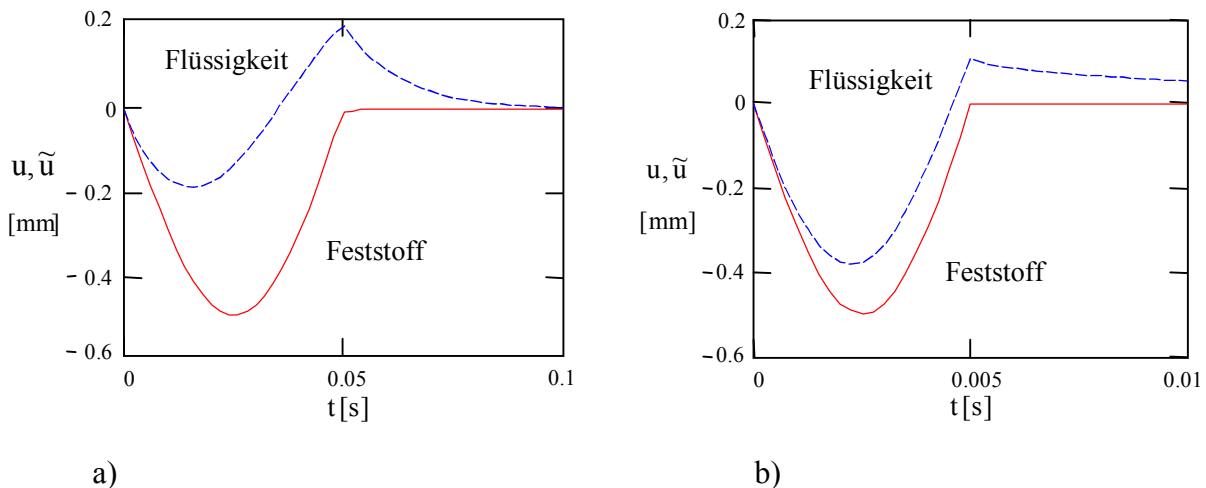 0.2
Flüssigkeit
0
u, ũ
− 0.2
[mm]
Feststoff
− 0.4
− 0.6
0
0.05
0.1
t [s]
a)
0.2
Flüssigkeit
0
u, ũ
− 0.2
[mm]
Feststoff
− 0.4
− 0.6
0
0.005
0.01
t [s]
b)